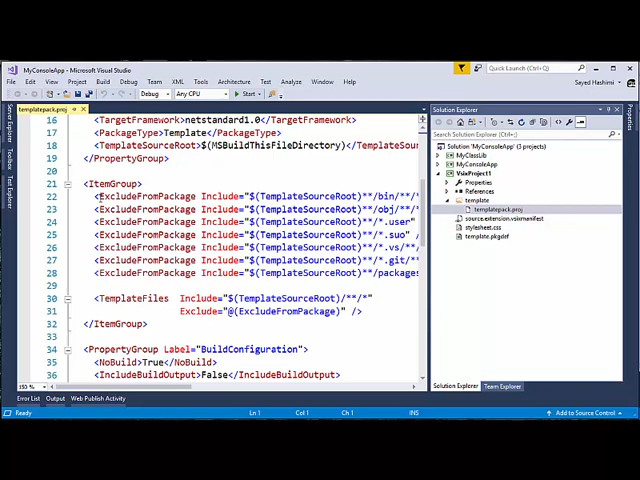 MyConsoleApp - Microsoft Visual Studio
Quick Launch (Ctrl+Q)
File Edit View Project Build Debug Team XML Tools Test Analyze Window Help
Sayed Hashimi
Debug Any CPU Start
templatepack.proj
Server Explorer
Toolbox
Test Explorer
16 <TargetFramework>netstandard1.0</TargetFramework>
17 <PackageType>Template</PackageType>
18 <TemplateSourceRoot>$(MSBuildThisFileDirectory)</TemplateSour
19 </PropertyGroup>
20
21 <ItemGroup>
22 <ExcludeFromPackage Include="$(TemplateSourceRoot)**/bin/**/*
23 <ExcludeFromPackage Include="$(TemplateSourceRoot)**/obj/**/*
24 <ExcludeFromPackage Include="$(TemplateSourceRoot)**/*.user"
25 <ExcludeFromPackage Include="$(TemplateSourceRoot)**/*.suo"
26 <ExcludeFromPackage Include="$(TemplateSourceRoot)**/*.vs/**
27 <ExcludeFromPackage Include="$(TemplateSourceRoot)**/*.git/**
28 <ExcludeFromPackage Include="$(TemplateSourceRoot)**/packages
29
30 <TemplateFiles Include="$(TemplateSourceRoot)/**/*"
31 Exclude="@(ExcludeFromPackage)" />
32 </ItemGroup>
33
34 <PropertyGroup Label="BuildConfiguration">
35 <NoBuild>True</NoBuild>
36 <IncludeBuildOutput>False</IncludeBuildOutput>
Solution Explorer
Search Solution Explorer (Ctrl+;)
Solution 'MyConsoleApp' (3 projects)
MyClassLib
MyConsoleApp
VsixProject1
Properties
References
template
templatepack.proj
source.extension.vsixmanifest
stylesheet.css
template.pkgdef
Properties
Solution Explorer Team Explorer
Error List Output Web Publish Activity
Ready Ln 1 Col 1 Ch 1 INS Add to Source Control